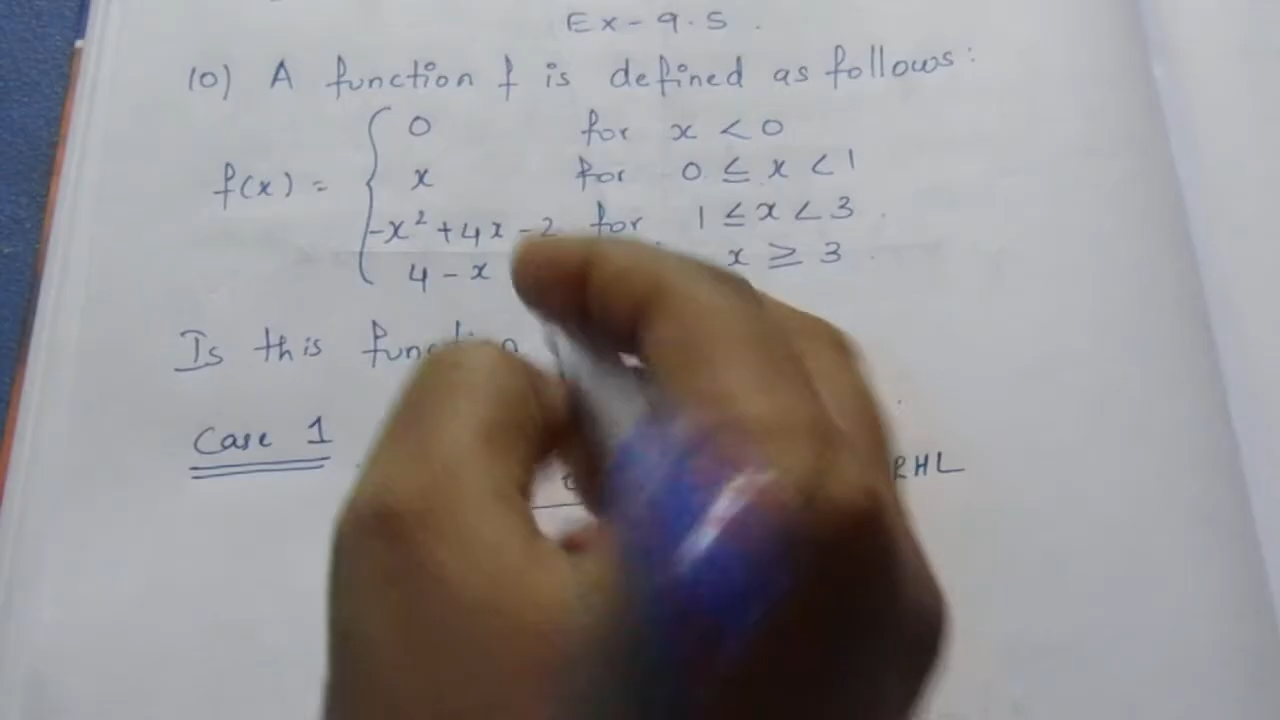 Ex-9.5.
10) A function f is defined as follows:
f(x) = { 0 for x < 0
x for 0 ≤ x < 1
-x² + 4x - 2 for 1 ≤ x < 3.
4 - x x ≥ 3.
Is this
Case 1 RHL